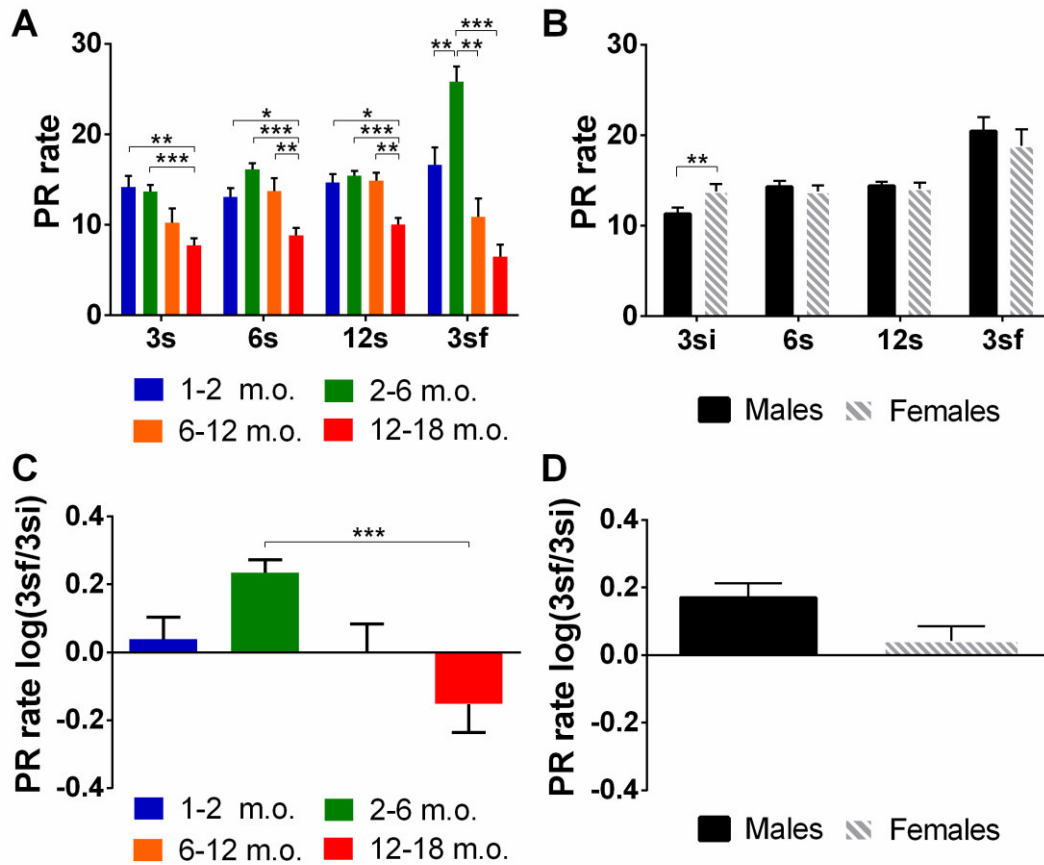 A
PR rate
30
20
10
0
** ***
* *** **
* *** **
** *** **
3s 6s 12s 3sf
1-2 m.o. 2-6 m.o.
6-12 m.o. 12-18 m.o.
B
PR rate
30
20
10
0
**
3si 6s 12s 3sf
Males Females
C
PR rate log(3sf/3si)
0.4
0.2
0.0
-0.2
-0.4
***
1-2 m.o. 2-6 m.o.
6-12 m.o. 12-18 m.o.
D
PR rate log(3sf/3si)
0.4
0.2
0.0
-0.2
-0.4
Males Females